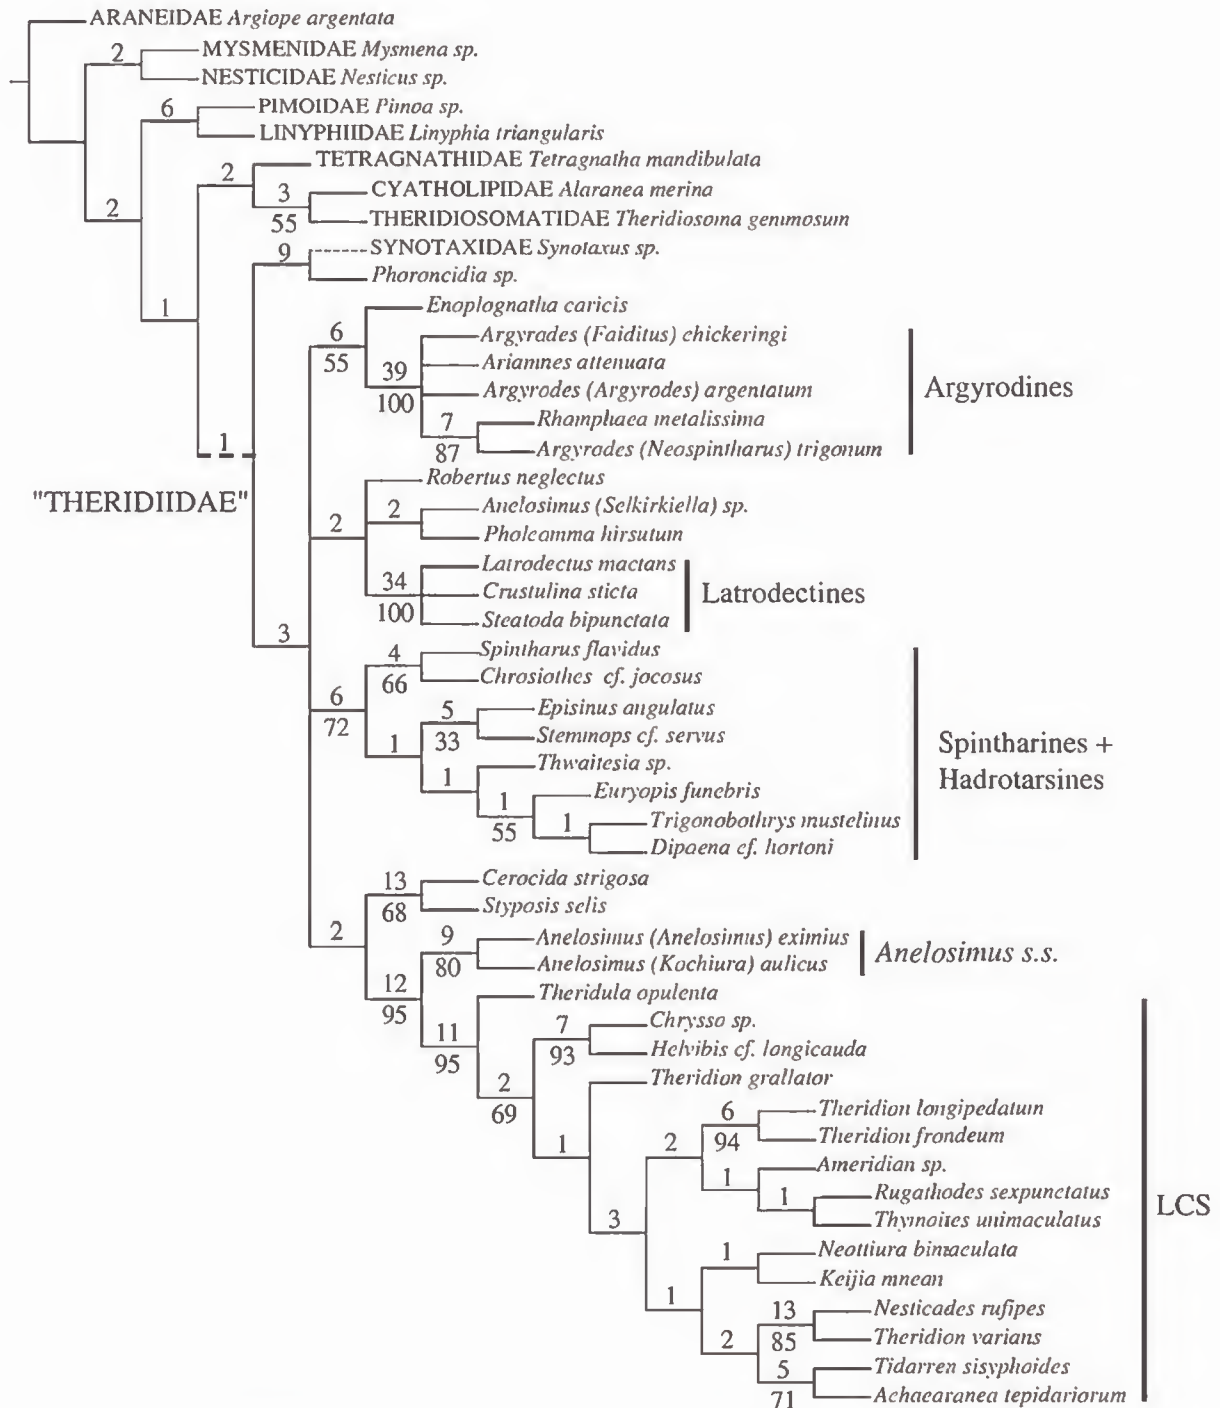 ARANEIDAE Argiope argentata
2 MYSMENIDAE Mysmena sp.
NESTICIDAE Nesticus sp.
6 PIMOIDAE Pimoa sp.
LINYPHIIDAE Linyphia triangularis
2 TETRAGNATHIDAE Tetragnatha mandibulata
3 CYATHOLIPIDAE Alaranea merina
2 55 THERIDIOSOMATIDAE Theridiosoma gemmosum
9 SYNOTAXIDAE Synotaxus sp.
Phoroncidia sp.
1 Enoplognatha caricis
6 Argyrades (Faiditus) chickeringi
55 39 Ariamnes attenuata
100 Argyrodes (Argyrodes) argentatum
Argyrodines
7 Rhomphaea metalissima
1 87 Argyrades (Neospintharus) trigonum
"THERIDIIDAE"
Robertus neglectus
2 2 Anelosimus (Selkirkiella) sp.
Pholcomma hirsutum
34 Latrodectus mactans
Crustulina sticta
100 Steatoda bipunctata
Latrodectines
3 4 Spintharus flavidus
66 Chrosiothes cf. jocosus
6 5 Episinus angulatus
72 1 33 Stemmops cf. servus
Spintharines +
Hadrotarsines
1 Thwaitesia sp.
1 Euryopis funebris
55 1 Trigonobothrys mustelinus
Dipoena cf. hortoni
13 Cerocida strigosa
68 Styposis selis
2 9 Anelosimus (Anelosimus) eximius
80 Anelosimus (Kochiura) aulicus
Anelosimus s.s.
12 Theridula opulenta
95 11 7 Chrysso sp.
95 93 Helvibis cf. longicauda
2 Theridion grallator
69 6 Theridion longipedatum
1 2 94 Theridion frondeum
1 Ameridian sp.
1 Rugathodes sexpunctatus
3 Thymoites unimaculatus
LCS
1 Neottiura bimaculata
1 Keijia mnean
13 Nesticades rufipes
2 85 Theridion varians
5 Tidarren sisyphoides
71 Achaearanea tepidariorum